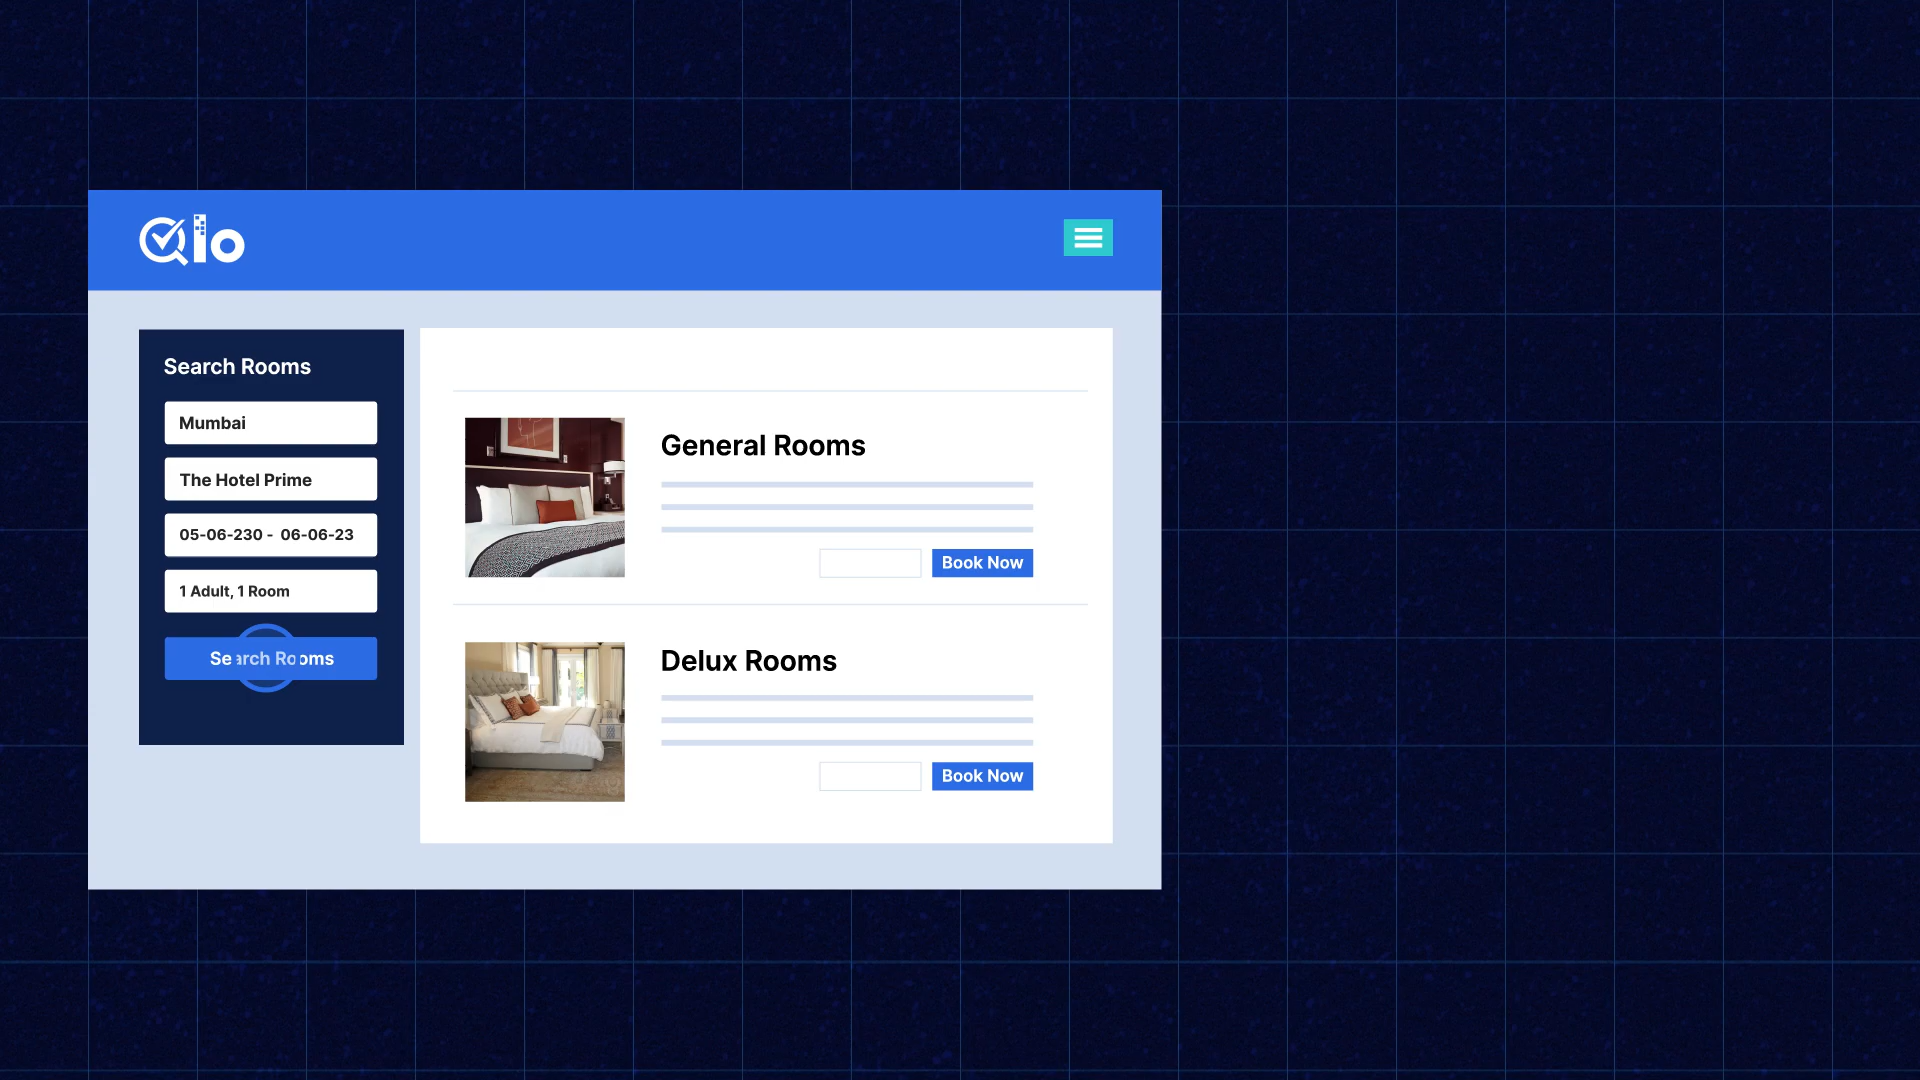 Qlo
Search Rooms
Mumbai
The Hotel Prime
05-06-230 - 06-06-23
1 Adult, 1 Room
Search Rooms
General Rooms
Book Now
Delux Rooms
Book Now